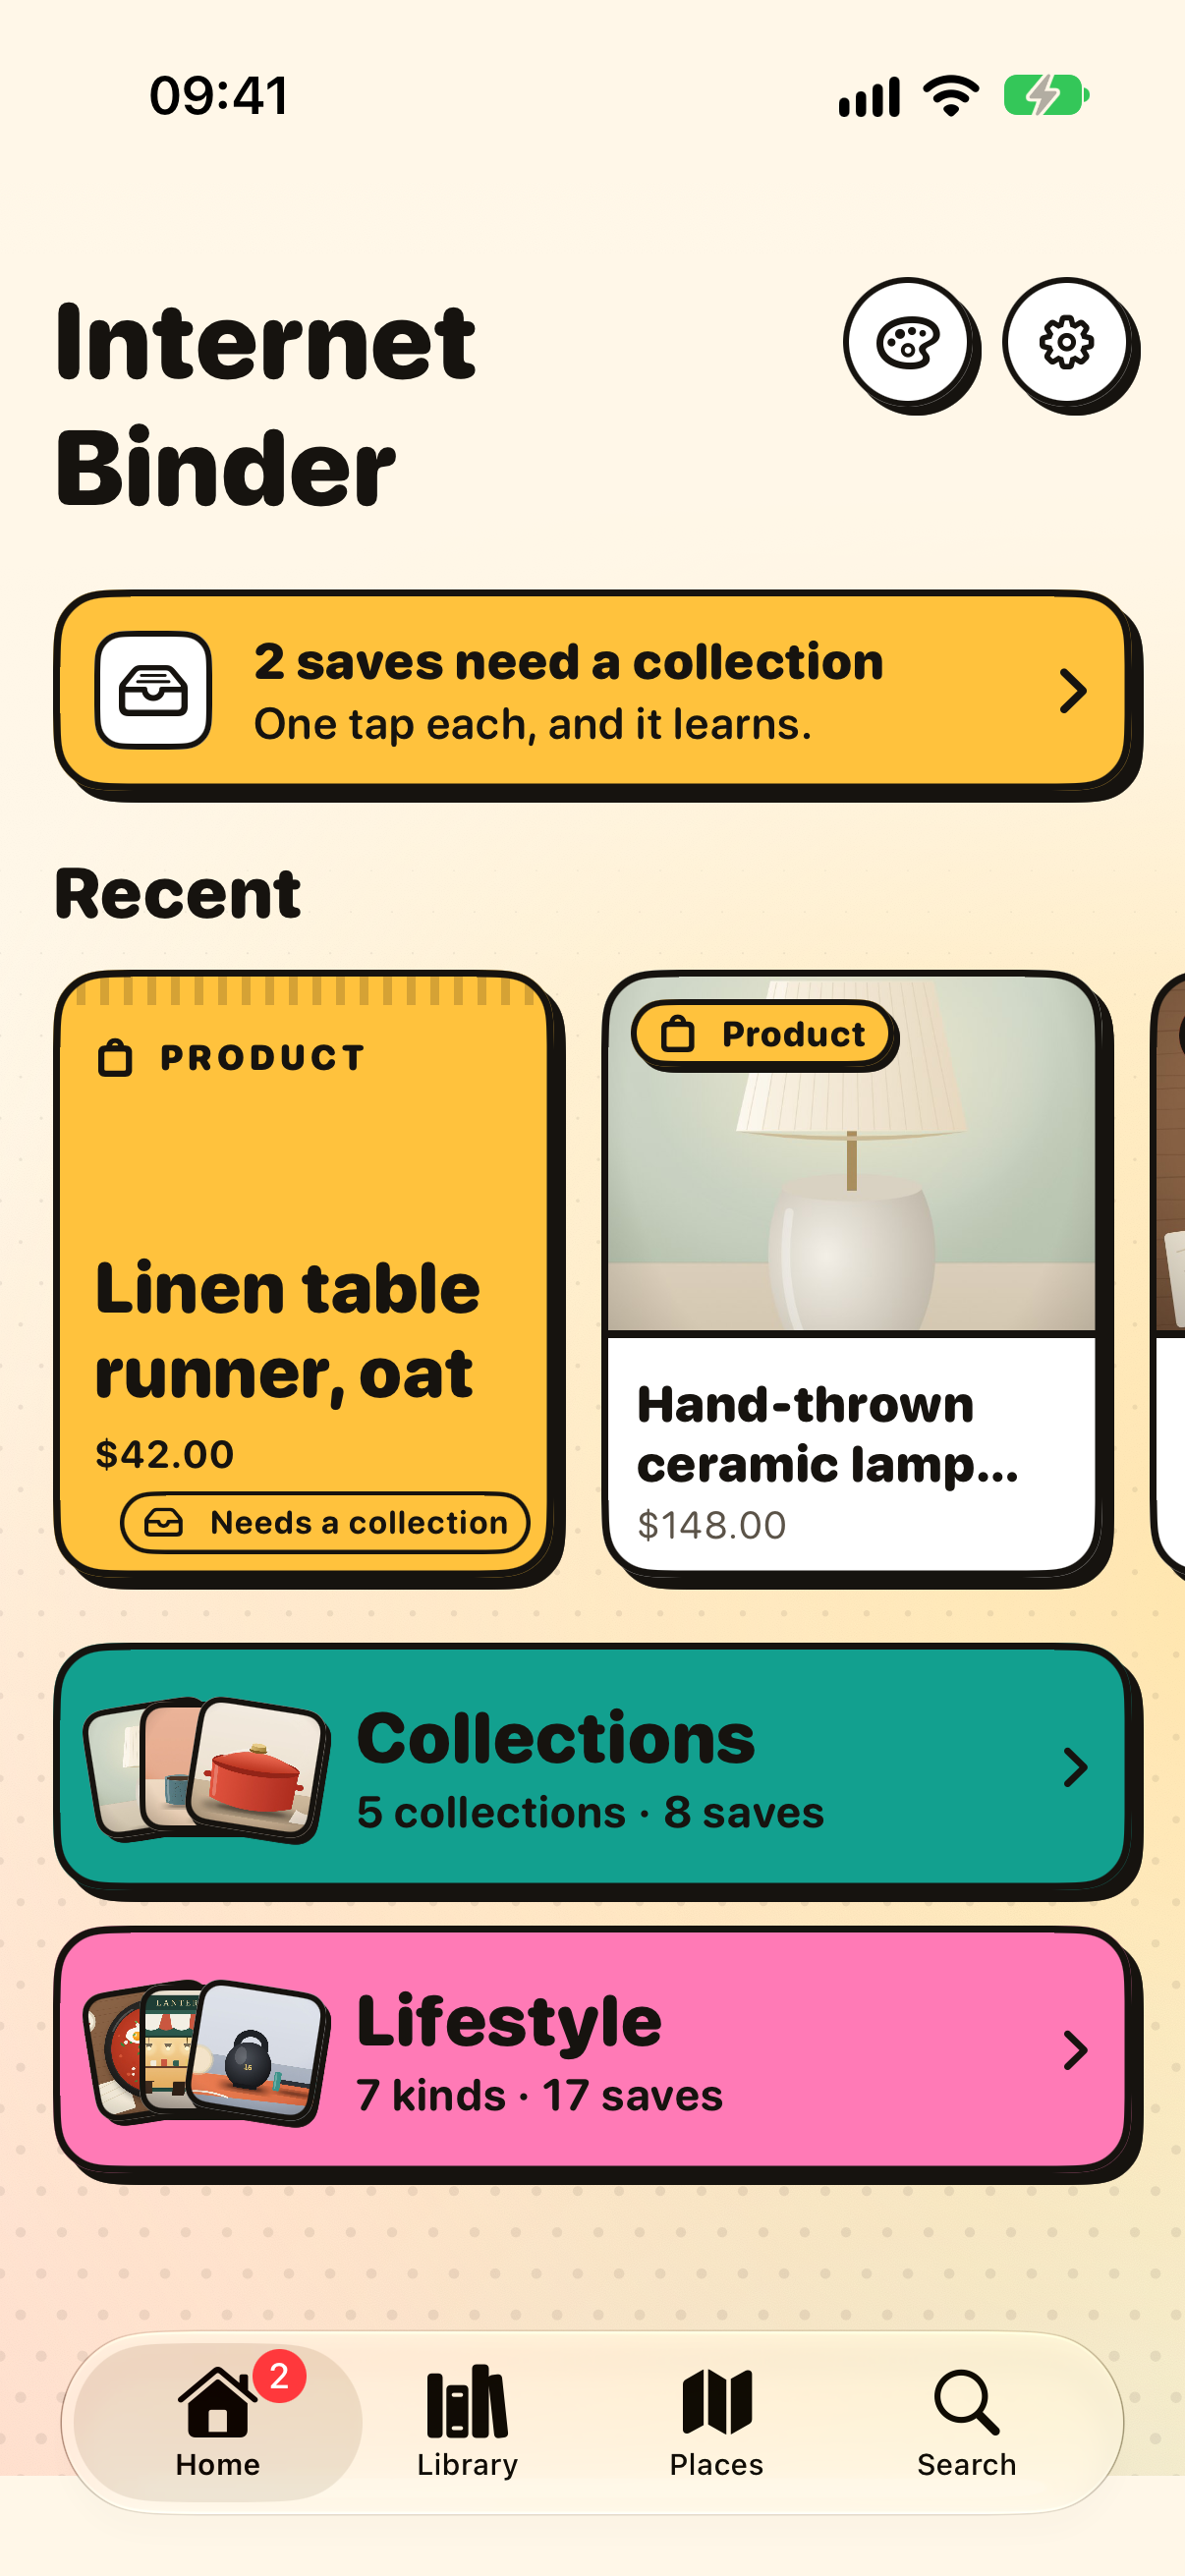 09:41
Internet
Binder
2 saves need a collection
One tap each, and it learns.
Recent
PRODUCT
Linen table
runner, oat
$42.00
Needs a collection
Product
Hand-thrown
ceramic lamp...
$148.00
Collections
5 collections · 8 saves
LANTER
16
Lifestyle
7 kinds · 17 saves
2
Home
Library
Places
Search